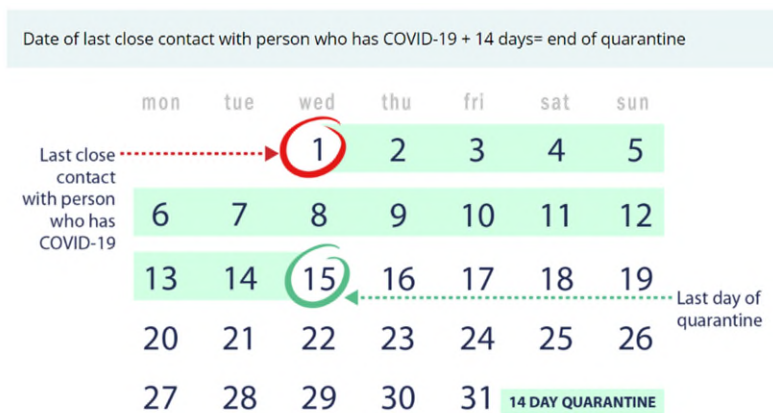 Date of last close contact with person who has COVID-19 + 14 days= end of quarantine
mon tue wed thu fri sat sun
Last close
contact
with person
who has
COVID-19
1 2 3 4 5
6 7 8 9 10 11 12
13 14 15 16 17 18 19
Last day of
quarantine
20 21 22 23 24 25 26
27 28 29 30 31 14 DAY QUARANTINE